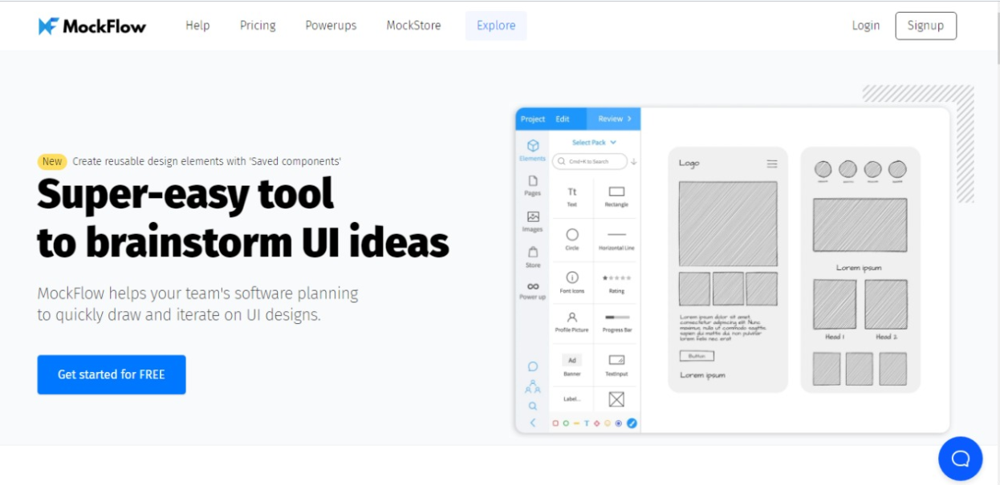 MockFlow
Help
Pricing
Powerups
MockStore
Explore
Login
Signup
New Create reusable design elements with 'Saved components'
Super-easy tool
to brainstorm UI ideas
MockFlow helps your team's software planning
to quickly draw and iterate on UI designs.
Get started for FREE
Project Edit Review
Select Pack
Cmd+K to Search
Elements
Pages
Images
Store
Power up
Tt
Text
Rectangle
Circle
Horizontal Line
Font Icons
Rating
Profile Picture
Progress Bar
Ad
Banner
TextInput
Label...
T
Logo
Lorem ipsum dolor sit amet,
consectetur adipiscing elit. Nunc
maximus, nulla ut commodo sagittis,
sapien dui mattis dui, non pulvinar
lorem felis nec erat
Button
Lorem ipsum
Lorem ipsum
Head 1
Head 2